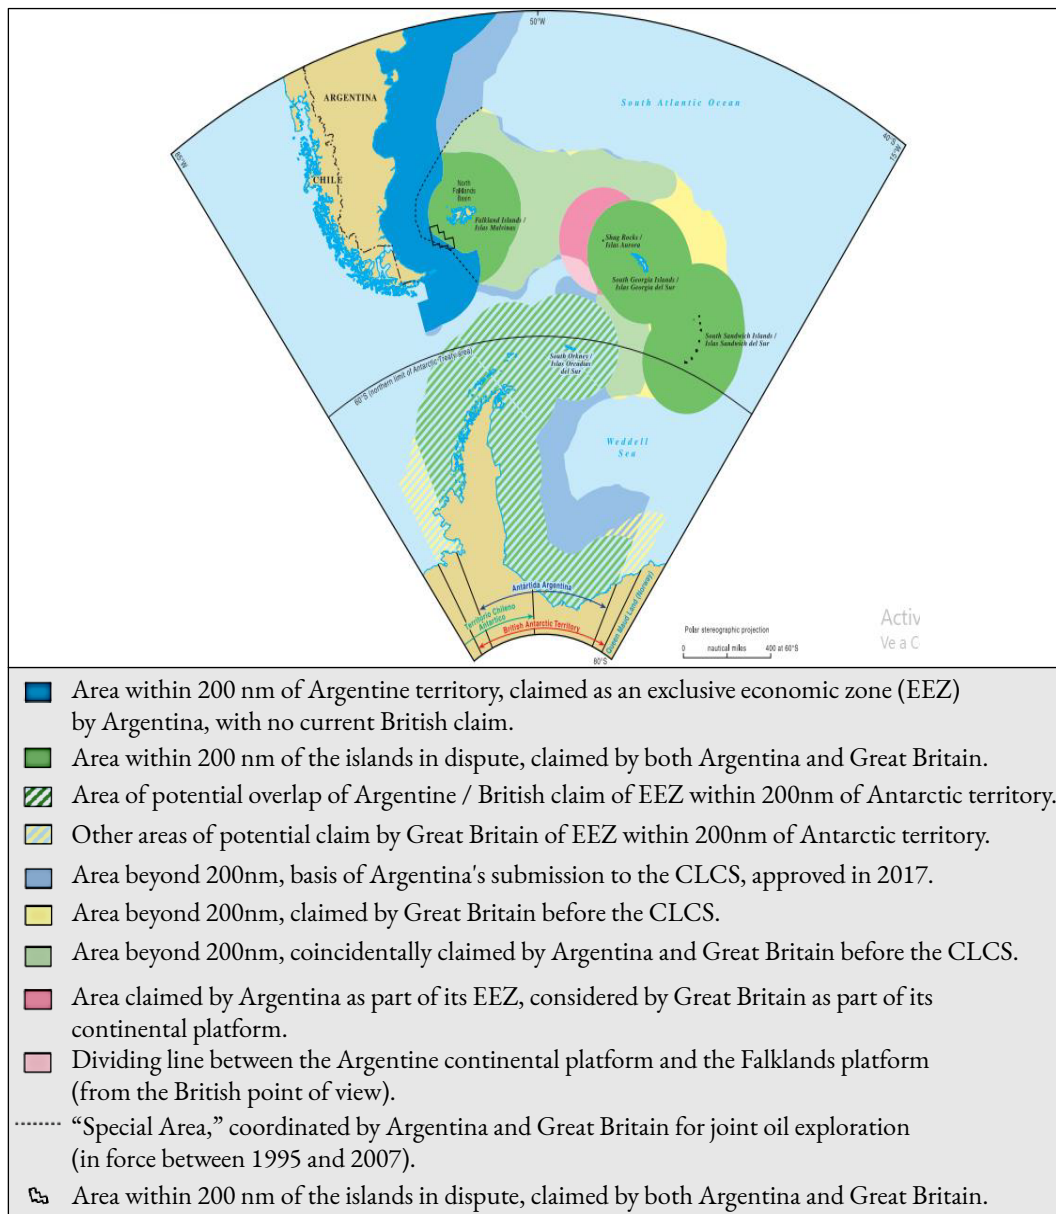 50°W
South Atlantic Ocean
ARGENTINA
40°S
15°W
85°W
CHILE
North
Falklands
Basin
Falkland Islands /
Islas Malvinas
Shag Rocks /
Islas Aurora
South Georgia Islands /
Islas Georgia del Sur
South Sandwich Islands /
Islas Sandwich del Sur
South Orkney /
Islas Orcadas
del Sur
60°S (northern limit of Antarctic Treaty area)
Weddell
Sea
Antártida Argentina
Territorio Chileno
Antártico
British Antarctic Territory
Queen Maud Land (Norway)
80°S
Polar stereographic projection
0 nautical miles 400 at 60°S
Activ
Ve a C
Area within 200 nm of Argentine territory, claimed as an exclusive economic zone (EEZ)
by Argentina, with no current British claim.
Area within 200 nm of the islands in dispute, claimed by both Argentina and Great Britain.
Area of potential overlap of Argentine / British claim of EEZ within 200nm of Antarctic territory.
Other areas of potential claim by Great Britain of EEZ within 200nm of Antarctic territory.
Area beyond 200nm, basis of Argentina's submission to the CLCS, approved in 2017.
Area beyond 200nm, claimed by Great Britain before the CLCS.
Area beyond 200nm, coincidentally claimed by Argentina and Great Britain before the CLCS.
Area claimed by Argentina as part of its EEZ, considered by Great Britain as part of its
continental platform.
Dividing line between the Argentine continental platform and the Falklands platform
(from the British point of view).
“Special Area,” coordinated by Argentina and Great Britain for joint oil exploration
(in force between 1995 and 2007).
Area within 200 nm of the islands in dispute, claimed by both Argentina and Great Britain.